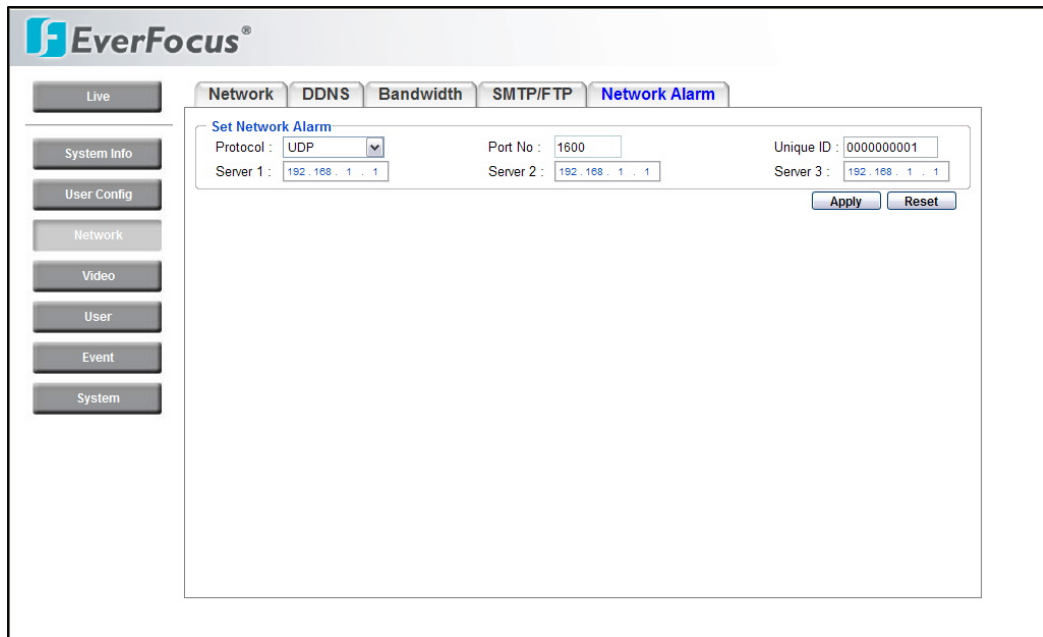 EverFocus®
Live
System Info
User Config
Network
Video
User
Event
System
Network DDNS Bandwidth SMTP/FTP Network Alarm
Set Network Alarm
Protocol : UDP Port No : 1600 Unique ID : 0000000001
Server 1 : 192 . 168 . 1 . 1 Server 2 : 192 . 168 . 1 . 1 Server 3 : 192 . 168 . 1 . 1
Apply Reset